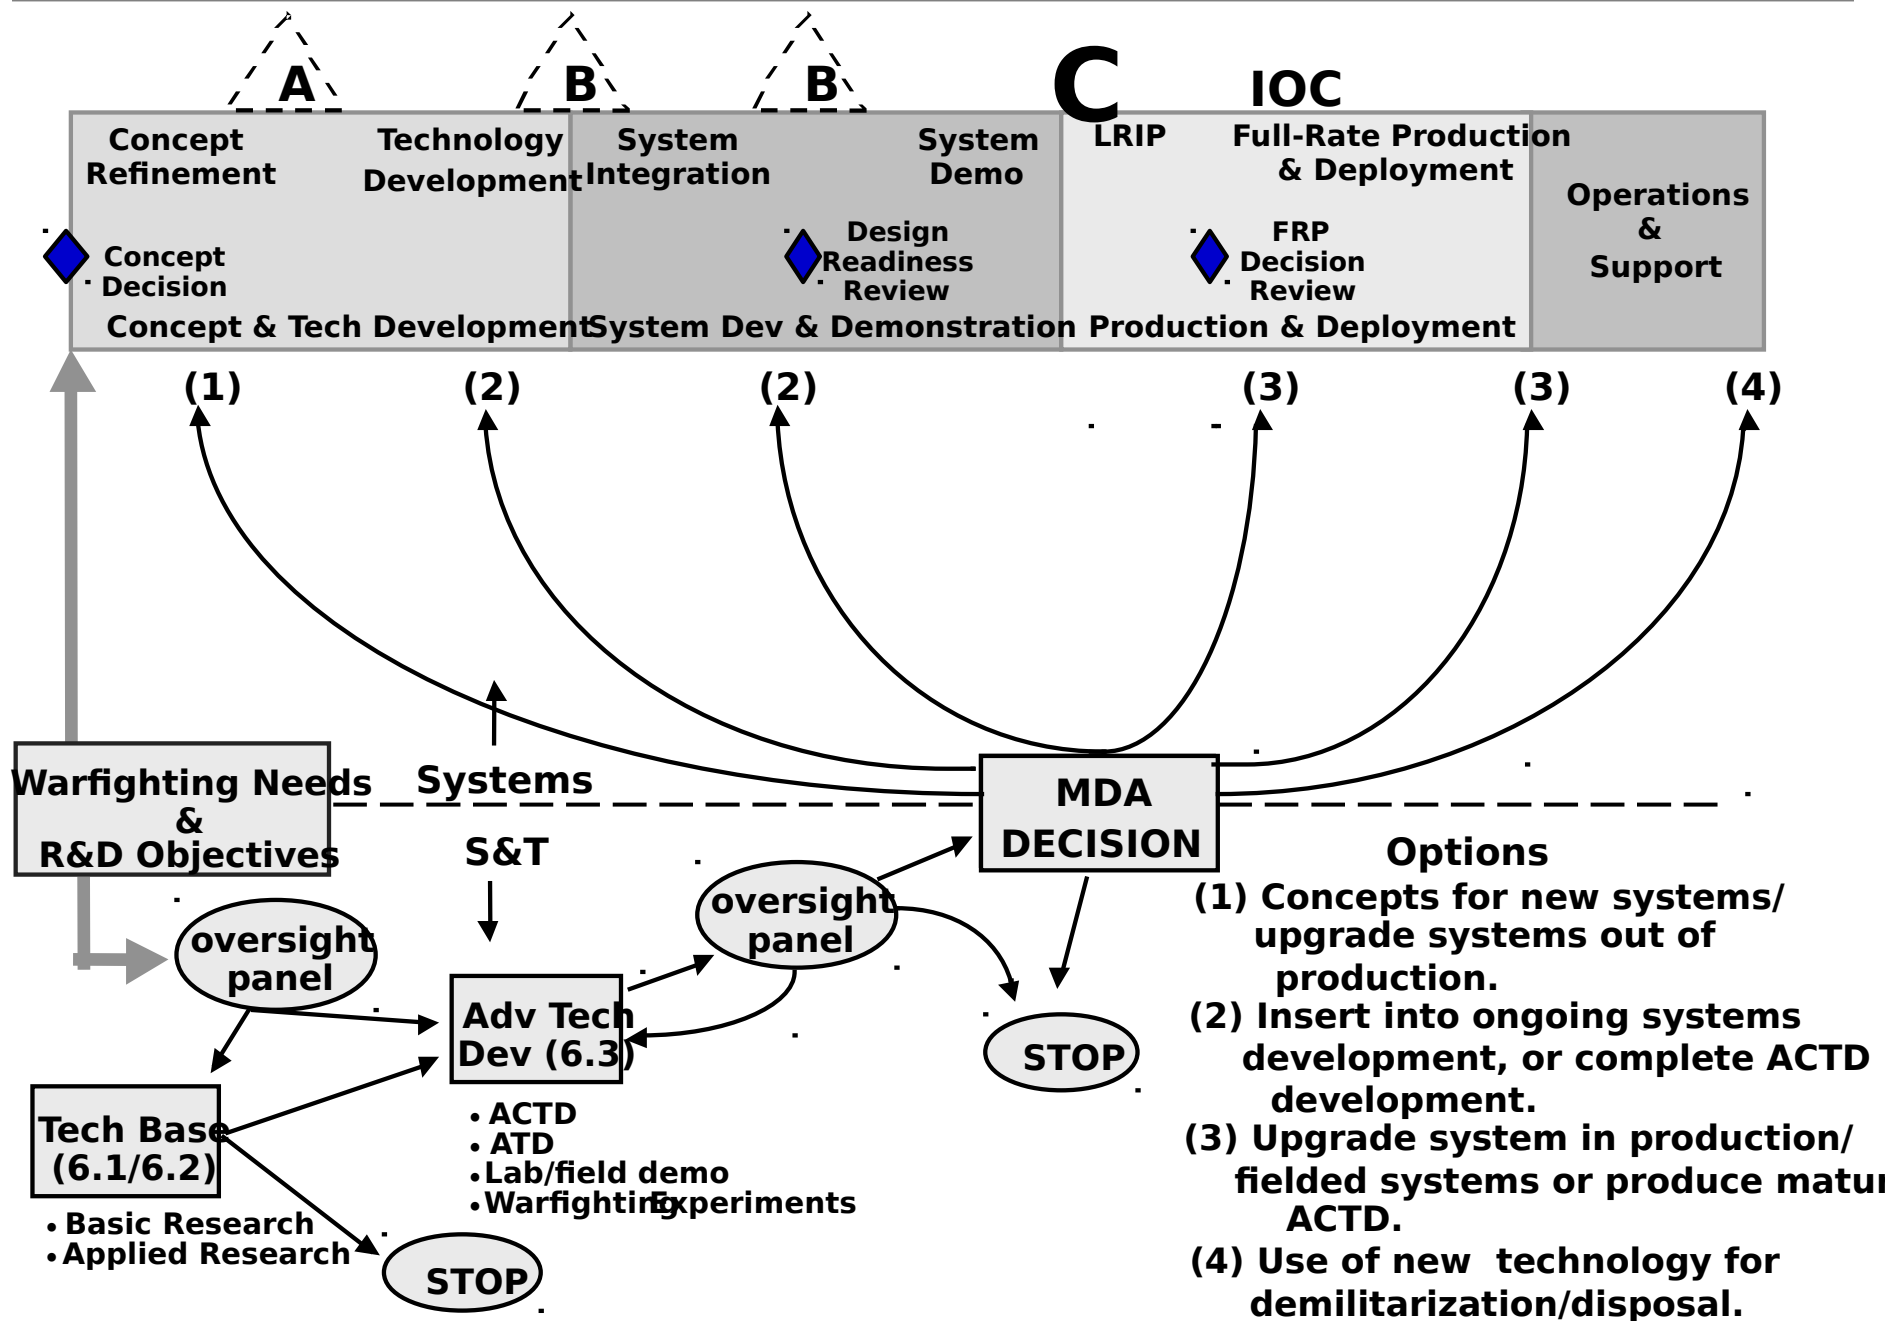 A
B
B
C
IOC
Concept
Refinement
Technology
Development
System
Integration
System
Demo
LRIP
Full-Rate Production
& Deployment
Operations
&
Support
Concept
Decision
Design
Readiness
Review
FRP
Decision
Review
Concept & Tech Development
System Dev & Demonstration
Production & Deployment
(1)
(2)
(2)
(3)
(3)
(4)
Warfighting Needs
&
R&D Objectives
Systems
S&T
MDA
DECISION
oversight
panel
oversight
panel
Adv Tech
Dev (6.3)
• ACTD
• ATD
• Lab/field demo
• Warfighting Experiments
Tech Base
(6.1/6.2)
• Basic Research
• Applied Research
STOP
STOP
Options
(1) Concepts for new systems/
upgrade systems out of
production.
(2) Insert into ongoing systems
development, or complete ACTD
development.
(3) Upgrade system in production/
fielded systems or produce matur
ACTD.
(4) Use of new technology for
demilitarization/disposal.